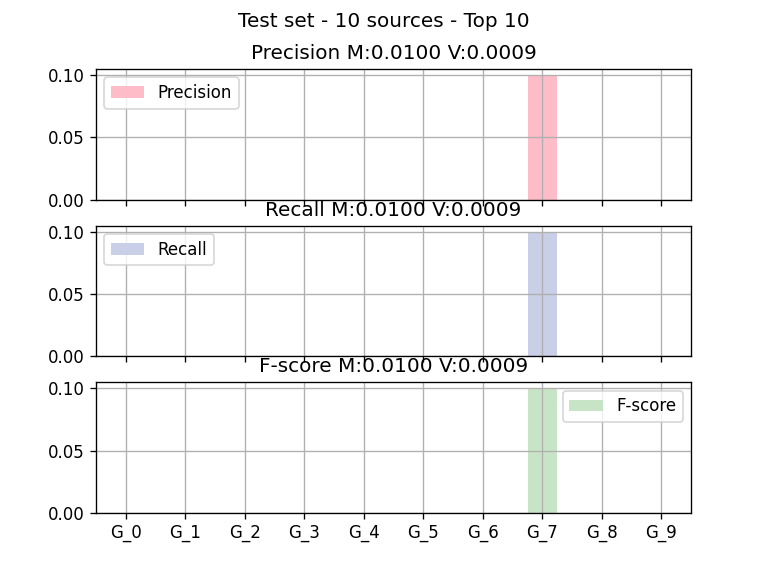 Test set - 10 sources - Top 10
Precision M:0.0100 V:0.0009
0.10
0.05
0.00
Precision
Recall M:0.0100 V:0.0009
0.10
0.05
0.00
Recall
F-score M:0.0100 V:0.0009
0.10
0.05
0.00
F-score
G_0 G_1 G_2 G_3 G_4 G_5 G_6 G_7 G_8 G_9